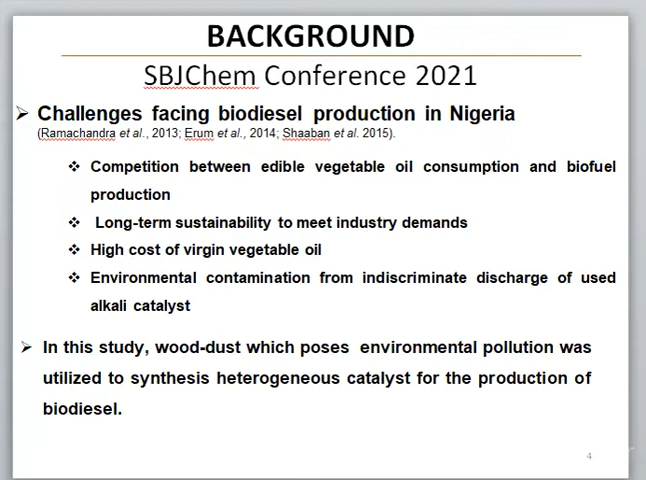 BACKGROUND
SBJChem Conference 2021
➢ Challenges facing biodiesel production in Nigeria
(Ramachandra et al., 2013; Erum et al., 2014; Shaaban et al. 2015).
❖ Competition between edible vegetable oil consumption and biofuel
production
❖ Long-term sustainability to meet industry demands
❖ High cost of virgin vegetable oil
❖ Environmental contamination from indiscriminate discharge of used
alkali catalyst
➢ In this study, wood-dust which poses environmental pollution was
utilized to synthesis heterogeneous catalyst for the production of
biodiesel.
4